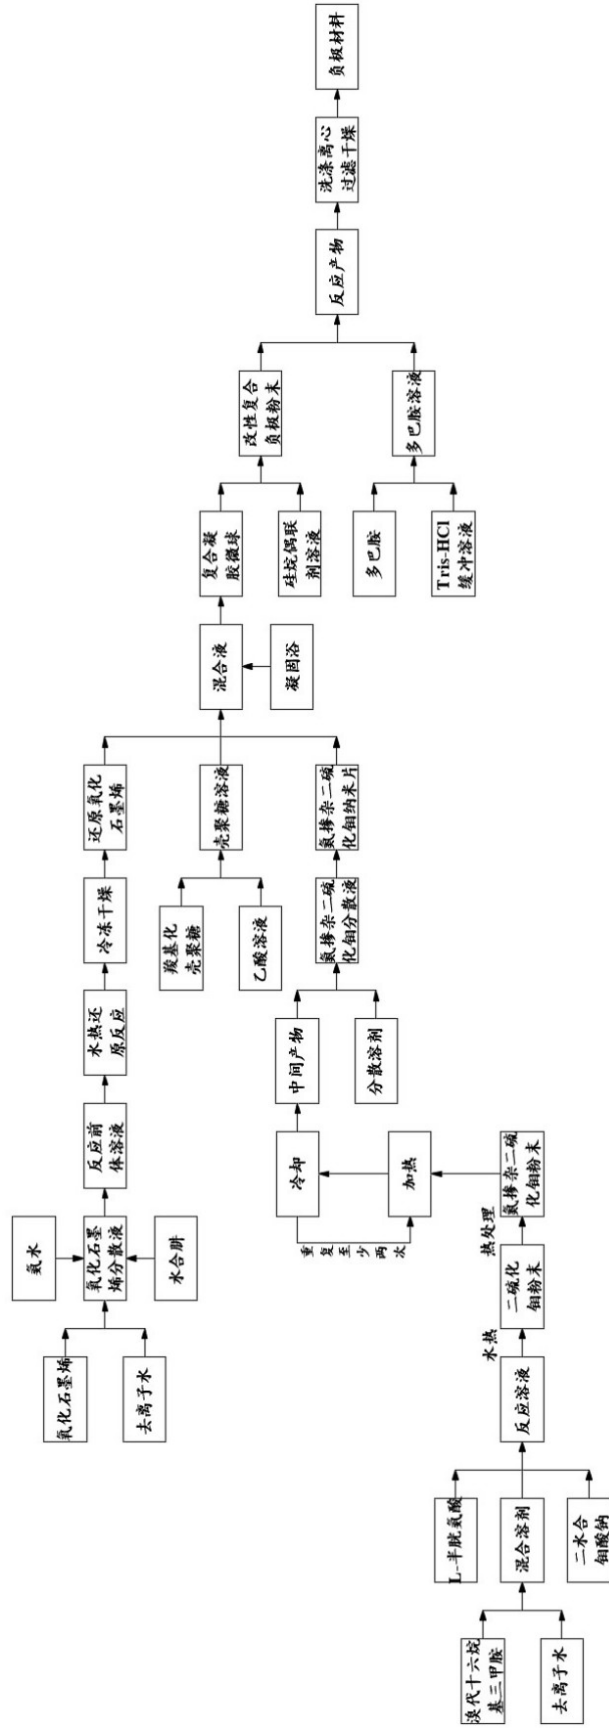 氧化石墨烯
去离子水
氨水
氧化石墨
烯分散液
水合肼
反应前
体溶液
水热还
原反应
冷冻干燥
还原氧化
石墨烯
羧基化
壳聚糖
乙酸溶液
壳聚糖溶液
溴代十六烷
基三甲胺
去离子水
L-半胱氨酸
混合溶剂
二水合
钼酸钠
反应溶液
水热
二硫化
钼粉末
热处理
氮掺杂二硫
化钼粉末
加热
冷却
重复至少两次
中间产物
分散溶剂
氮掺杂二硫
化钼分散液
氮掺杂二硫
化钼纳米片
混合液
凝固浴
复合凝
胶微球
硅烷偶联
剂溶液
改性复合
负极粉末
多巴胺
Tris-HCl
缓冲溶液
多巴胺溶液
反应产物
洗涤离心
过滤干燥
负极材料